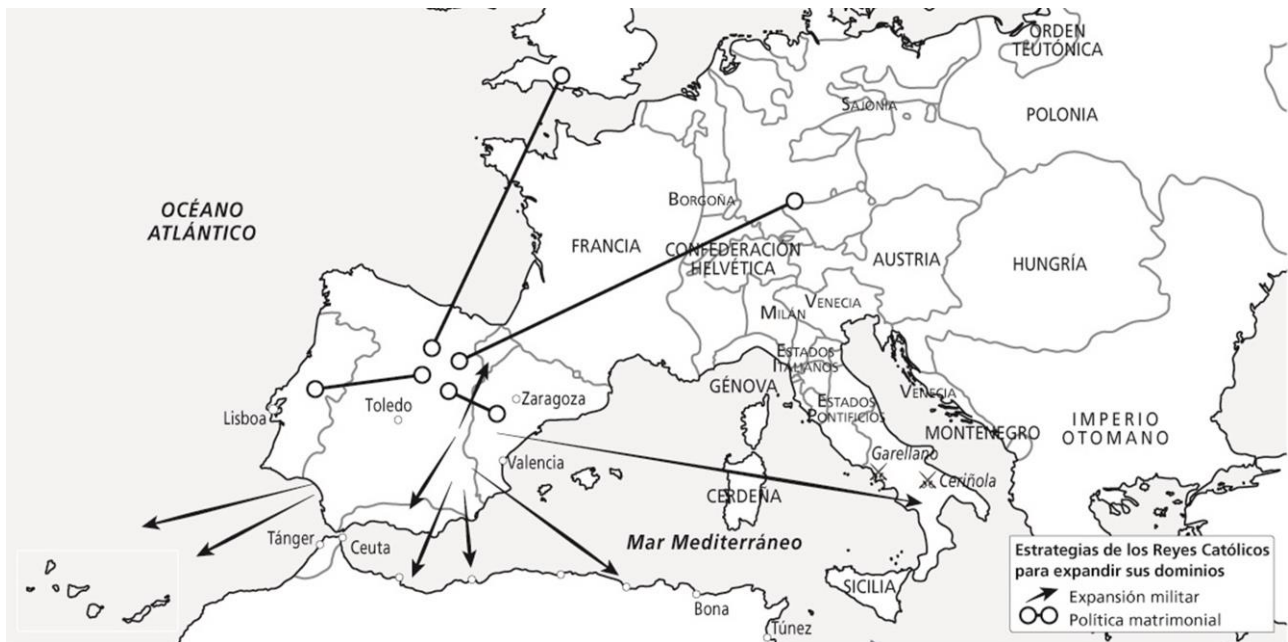 ORDEN
TEUTÓNICA
SAJONIA
POLONIA
OCÉANO
ATLÁNTICO
BORGOÑA
FRANCIA
CONFEDERACIÓN
HELVÉTICA
AUSTRIA
HUNGRÍA
MILÁN
VENECIA
ESTADOS
ITALIANOS
GÉNOVA
ESTADOS
PONTIFICIOS
VENECIA
MONTENEGRO
IMPERIO
OTOMANO
Lisboa
Toledo
Zaragoza
Valencia
Garellano
Ceriñola
CERDEÑA
Tánger
Ceuta
Mar Mediterráneo
SICILIA
Bona
Túnez
Estrategias de los Reyes Católicos
para expandir sus dominios
Expansión militar
Política matrimonial